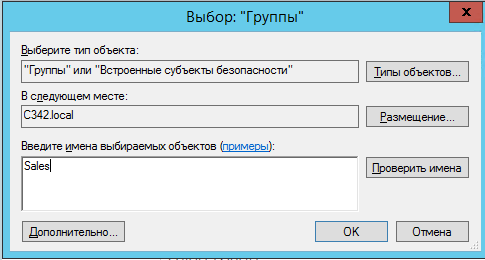 Выбор: "Группы"
x
Выберите тип объекта:
"Группы" или "Встроенные субъекты безопасности"
Типы объектов...
В следующем месте:
C342.local
Размещение...
Введите имена выбираемых объектов (примеры):
Sales
Проверить имена
Дополнительно...
OK
Отмена